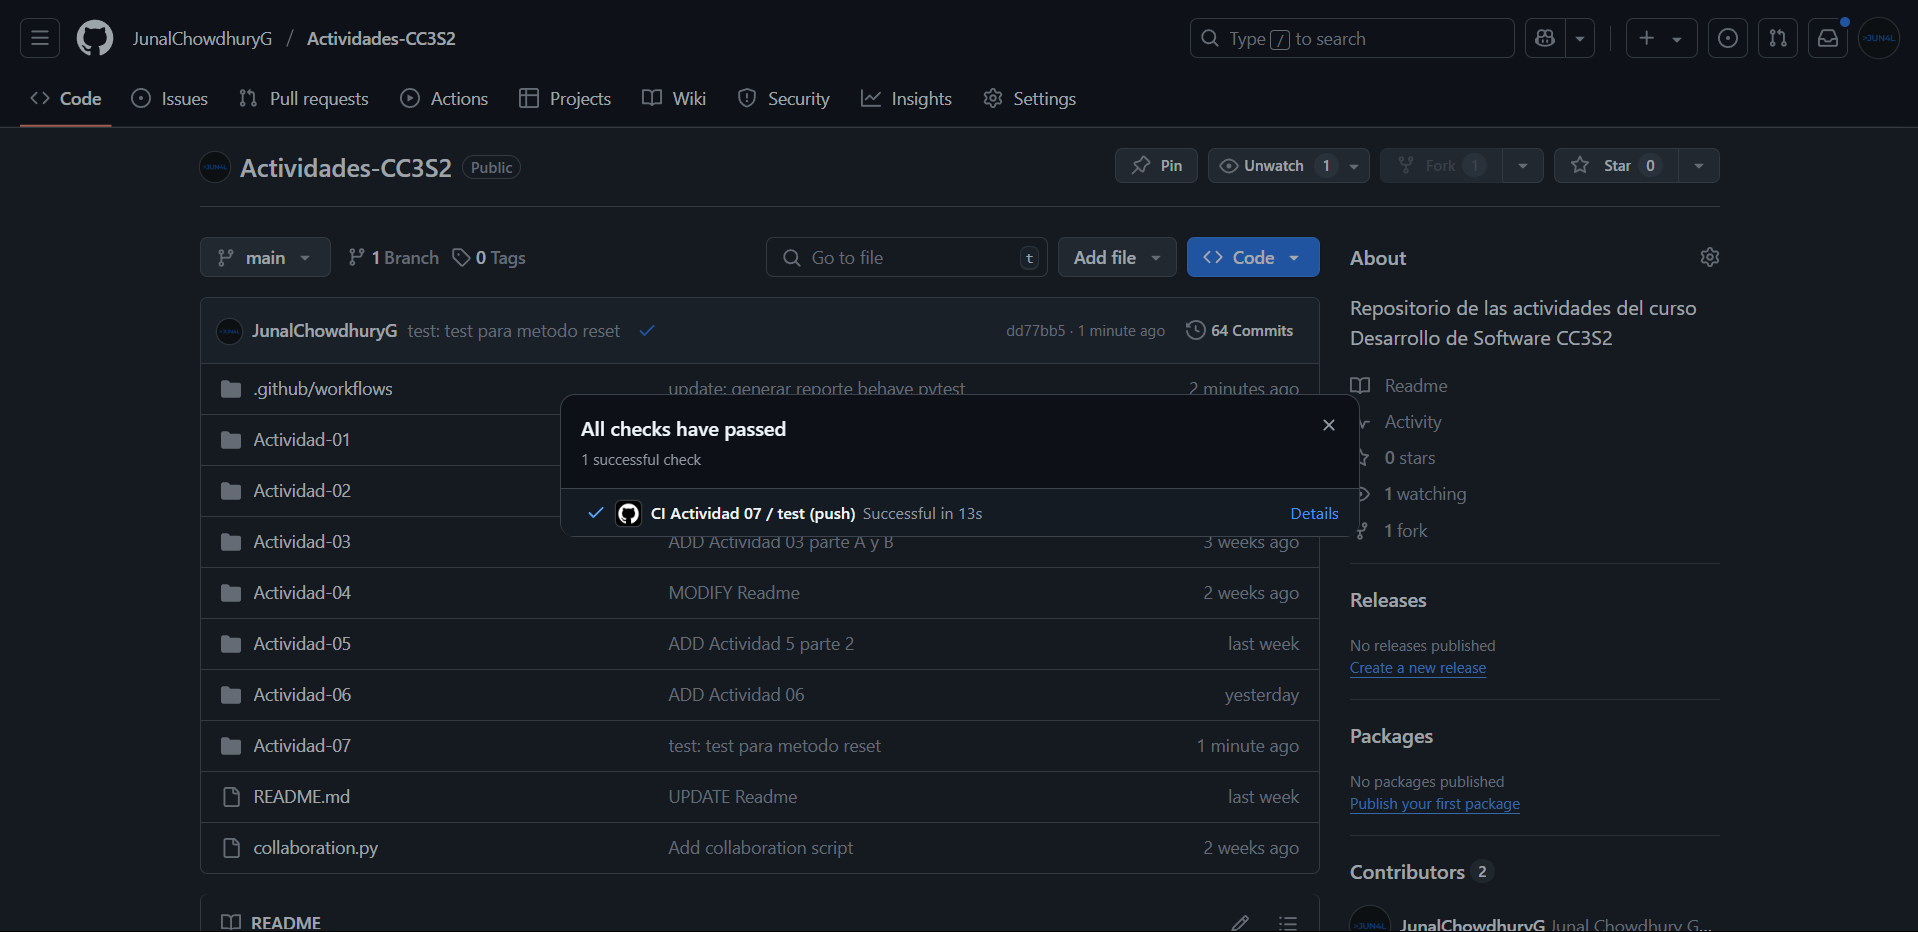 JunalChowdhuryG / Actividades-CC3S2
Type / to search
Code Issues Pull requests Actions Projects Wiki Security Insights Settings
Actividades-CC3S2 Public
Pin Unwatch 1 Fork 1 Star 0
main 1 Branch 0 Tags
Go to file t Add file Code
JunalChowdhuryG test: test para metodo reset dd77bb5 · 1 minute ago 64 Commits
.github/workflows update: generar reporte behave pytest 2 minutes ago
Actividad-01
Actividad-02
All checks have passed
1 successful check
CI Actividad 07 / test (push) Successful in 13s Details
Actividad-03 ADD Actividad 03 parte A y B 3 weeks ago
Actividad-04 MODIFY Readme 2 weeks ago
Actividad-05 ADD Actividad 5 parte 2 last week
Actividad-06 ADD Actividad 06 yesterday
Actividad-07 test: test para metodo reset 1 minute ago
README.md UPDATE Readme last week
collaboration.py Add collaboration script 2 weeks ago
README
About
Repositorio de las actividades del curso
Desarrollo de Software CC3S2
Readme
Activity
0 stars
1 watching
1 fork
Releases
No releases published
Create a new release
Packages
No packages published
Publish your first package
Contributors 2
JunalChowdhuryG Junal Chowdhury G...